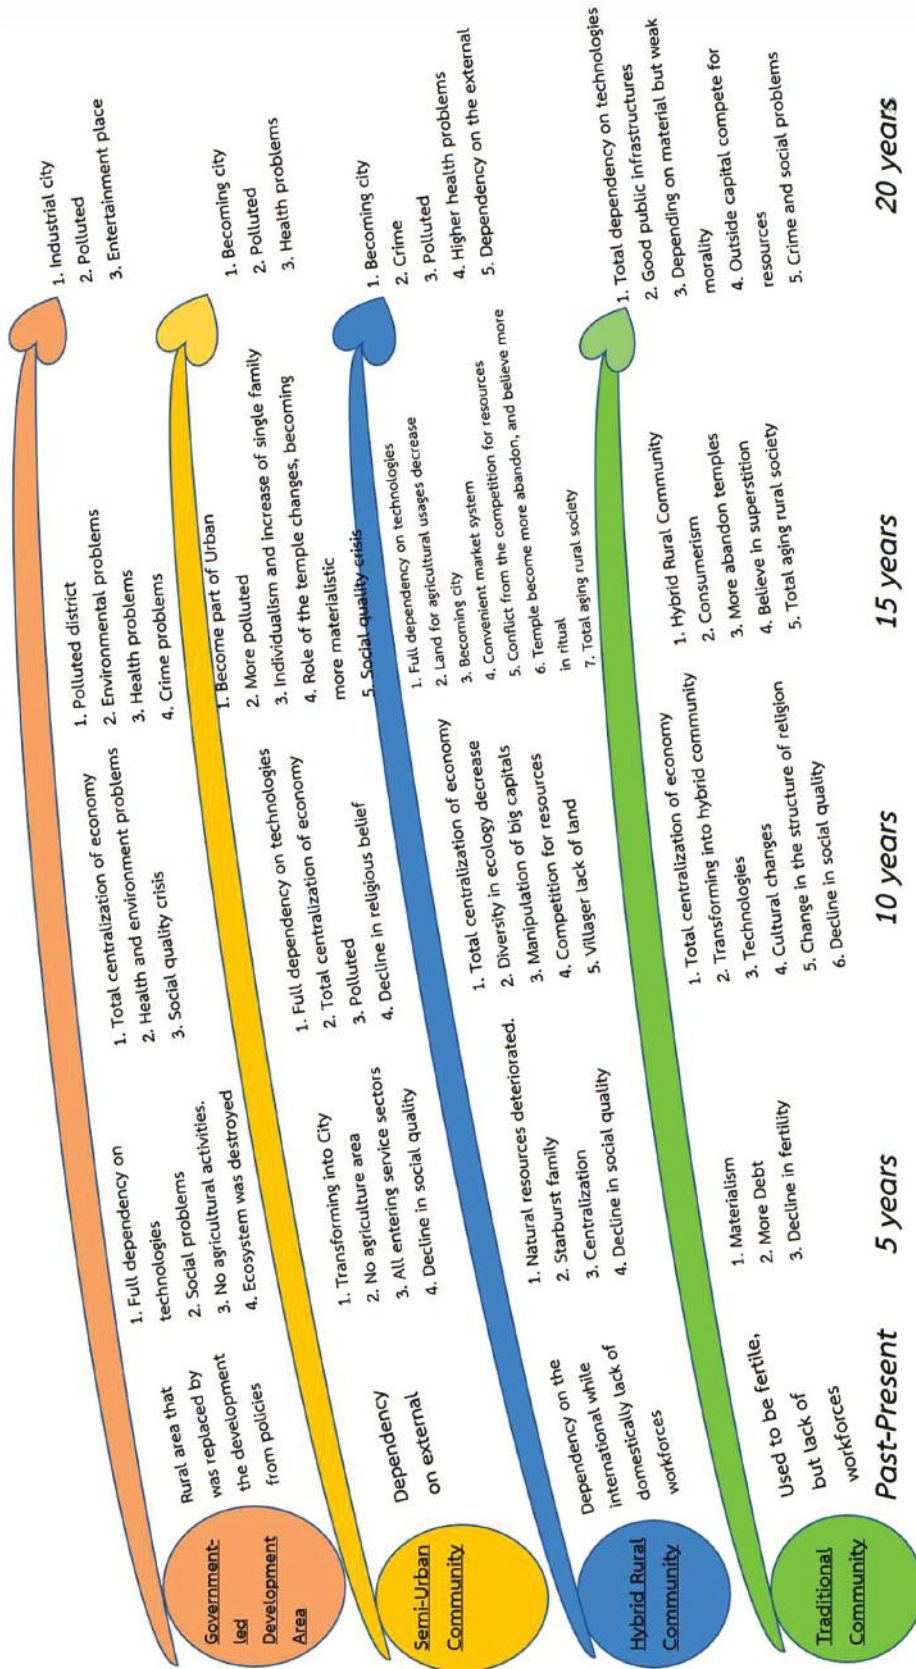 Government-
led
Development
Area
Rural area that
was replaced by
the development
from policies
1. Full dependency on
technologies
2. Social problems
3. No agricultural activities.
4. Ecosystem was destroyed
1. Total centralization of economy
2. Health and environment problems
3. Social quality crisis
1. Polluted district
2. Environmental problems
3. Health problems
4. Crime problems
1. Industrial city
2. Polluted
3. Entertainment place
Semi-Urban
Community
Dependency
on external
1. Transforming into City
2. No agriculture area
3. All entering service sectors
4. Decline in social quality
1. Full dependency on technologies
2. Total centralization of economy
3. Polluted
4. Decline in religious belief
1. Become part of Urban
2. More polluted
3. Individualism and increase of single family
4. Role of the temple changes, becoming
more materialistic
5. Social quality crisis
1. Becoming city
2. Polluted
3. Health problems
Hybrid Rural
Community
Dependency on the
international while
domestically lack of
workforces
1. Natural resources deteriorated.
2. Starburst family
3. Centralization
4. Decline in social quality
1. Total centralization of economy
2. Diversity in ecology decrease
3. Manipulation of big capitals
4. Competition for resources
5. Villager lack of land
1. Full dependency on technologies
2. Land for agricultural usages decrease
3. Becoming city
4. Convenient market system
5. Conflict from the competition for resources
6. Temple become more abandon, and believe more
in ritual
7. Total aging rural society
1. Becoming city
2. Crime
3. Polluted
4. Higher health problems
5. Dependency on the external
Traditional
Community
Used to be fertile,
but lack of
workforces
1. Materialism
2. More Debt
3. Decline in fertility
1. Total centralization of economy
2. Transforming into hybrid community
3. Technologies
4. Cultural changes
5. Change in the structure of religion
6. Decline in social quality
1. Hybrid Rural Community
2. Consumerism
3. More abandon temples
4. Believe in superstition
5. Total aging rural society
1. Total dependency on technologies
2. Good public infrastructures
3. Depending on material but weak
morality
4. Outside capital compete for
resources
5. Crime and social problems
Past-Present
5 years
10 years
15 years
20 years